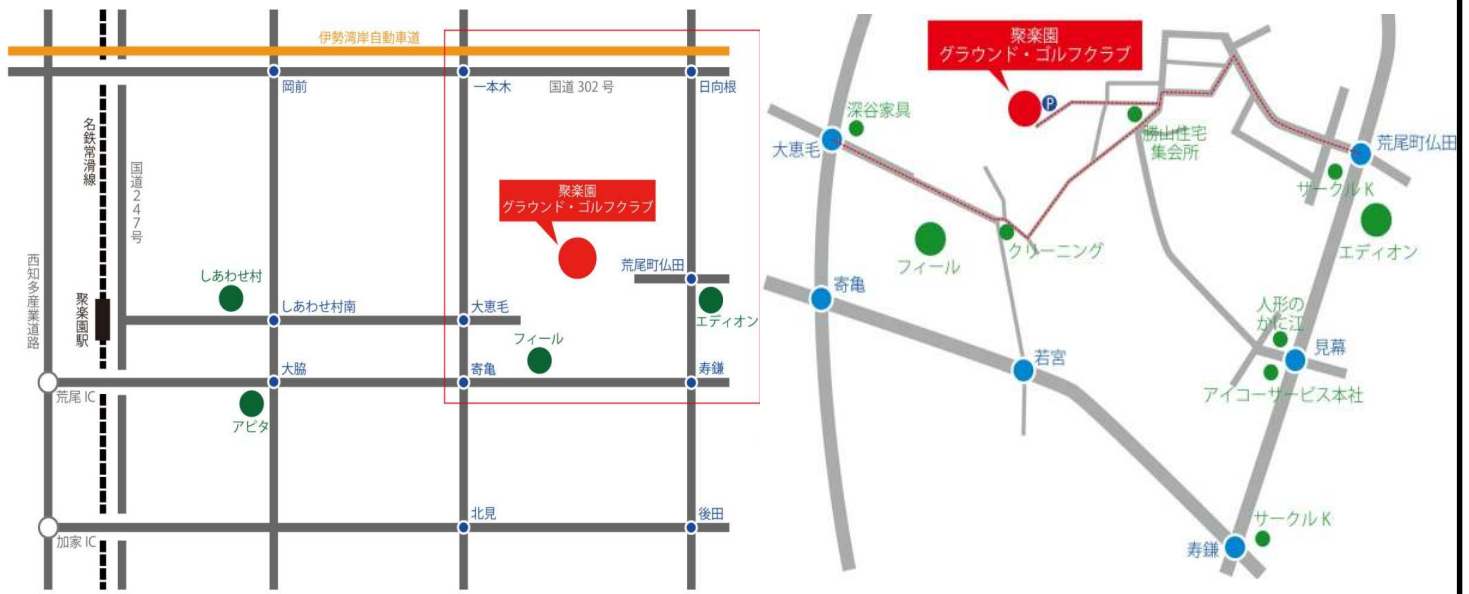 伊勢湾岸自動車道
岡前
一本木
国道302号
日向根
名鉄常滑線
国道247号
聚楽園
グラウンド・ゴルフクラブ
西知多産業道路
しあわせ村
荒尾町仏田
聚楽園駅
しあわせ村南
大恵毛
エディオン
フィール
大脇
寄亀
寿鎌
荒尾IC
アピタ
北見
後田
加家IC
聚楽園
グラウンド・ゴルフクラブ
P
深谷家具
大恵毛
勝山住宅
集会所
荒尾町仏田
サークルK
フィール
クリーニング
エディオン
寄亀
人形の
かに江
若宮
見幕
アイコーサービス本社
サークルK
寿鎌